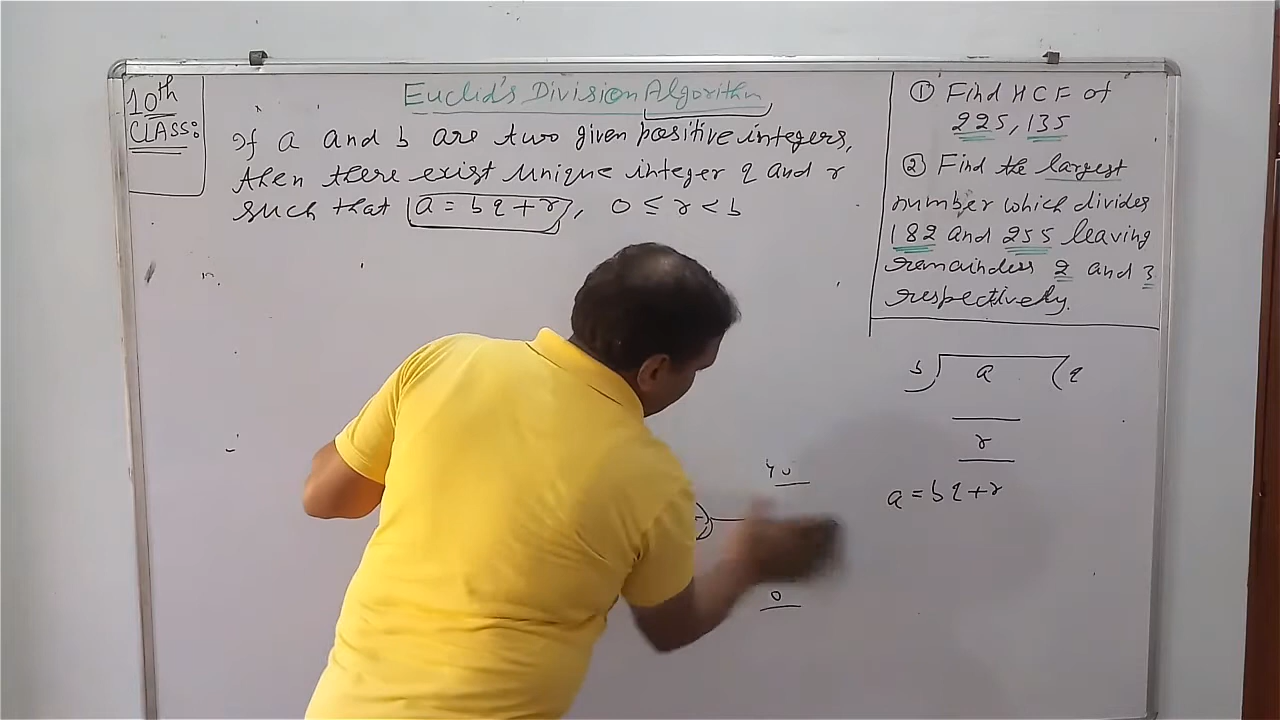 10th
CLASS:
Euclid's Division Algorithm
If a and b are two given positive integers,
then there exist unique integer q and r
such that a = bq + r, 0 ≤ r < b
① Find HCF of
225, 135
② Find the largest
number which divides
182 and 255 leaving
remainders 2 and 3
respectively.
b) a (q
r
a = bq + r
0